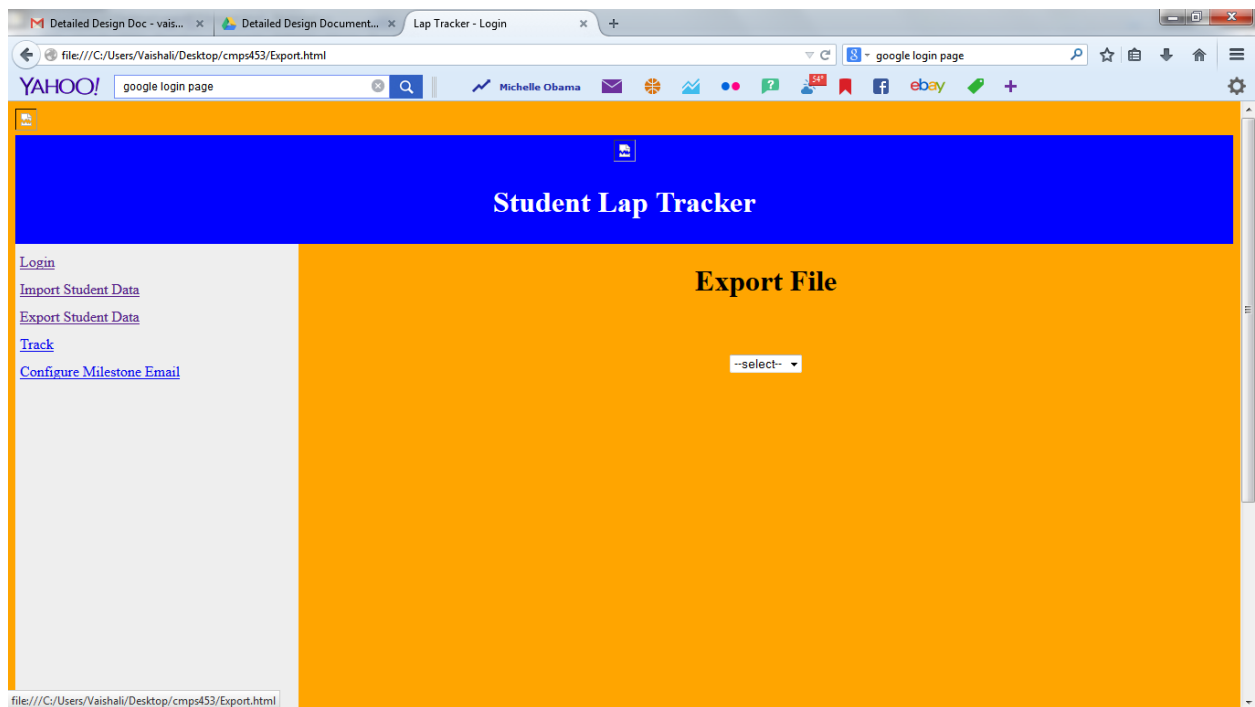 Detailed Design Doc - vais... Detailed Design Document... Lap Tracker - Login
file:///C:/Users/Vaishali/Desktop/cmps453/Export.html google login page
YAHOO! google login page Michelle Obama 54° ebay
Student Lap Tracker
Login
Import Student Data
Export Student Data
Track
Configure Milestone Email
Export File
--select--
file:///C:/Users/Vaishali/Desktop/cmps453/Export.html